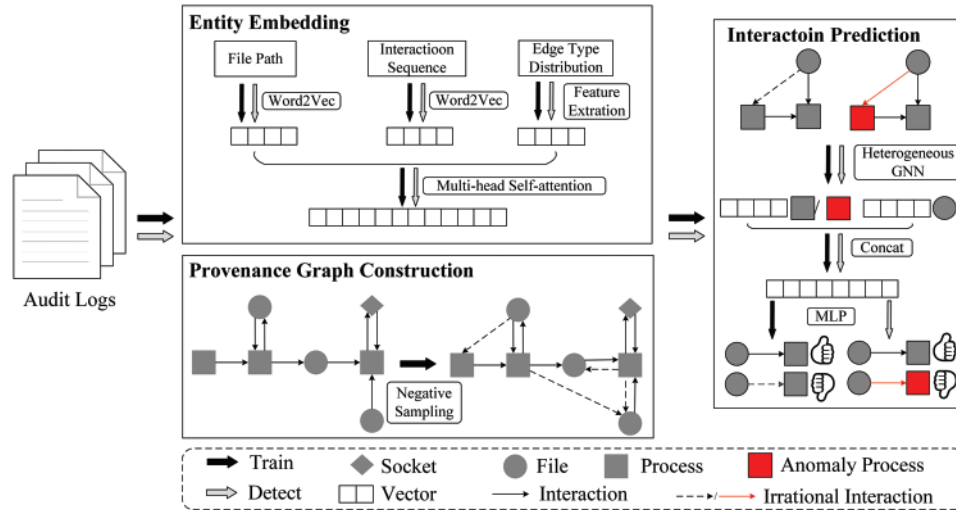 Audit Logs
Entity Embedding
File Path
Interactioon
Sequence
Edge Type
Distribution
Word2Vec
Word2Vec
Feature
Extration
Multi-head Self-attention
Provenance Graph Construction
Negative
Sampling
Interactoin Prediction
Heterogeneous
GNN
/
Concat
MLP
Train
Socket
File
Process
Anomaly Process
Detect
Vector
Interaction
/
Irrational Interaction